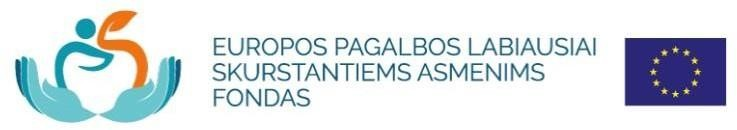 EUROPOS PAGALBOS LABIAUSIAI
SKURSTANTIEMS ASMENIMS
FONDAS